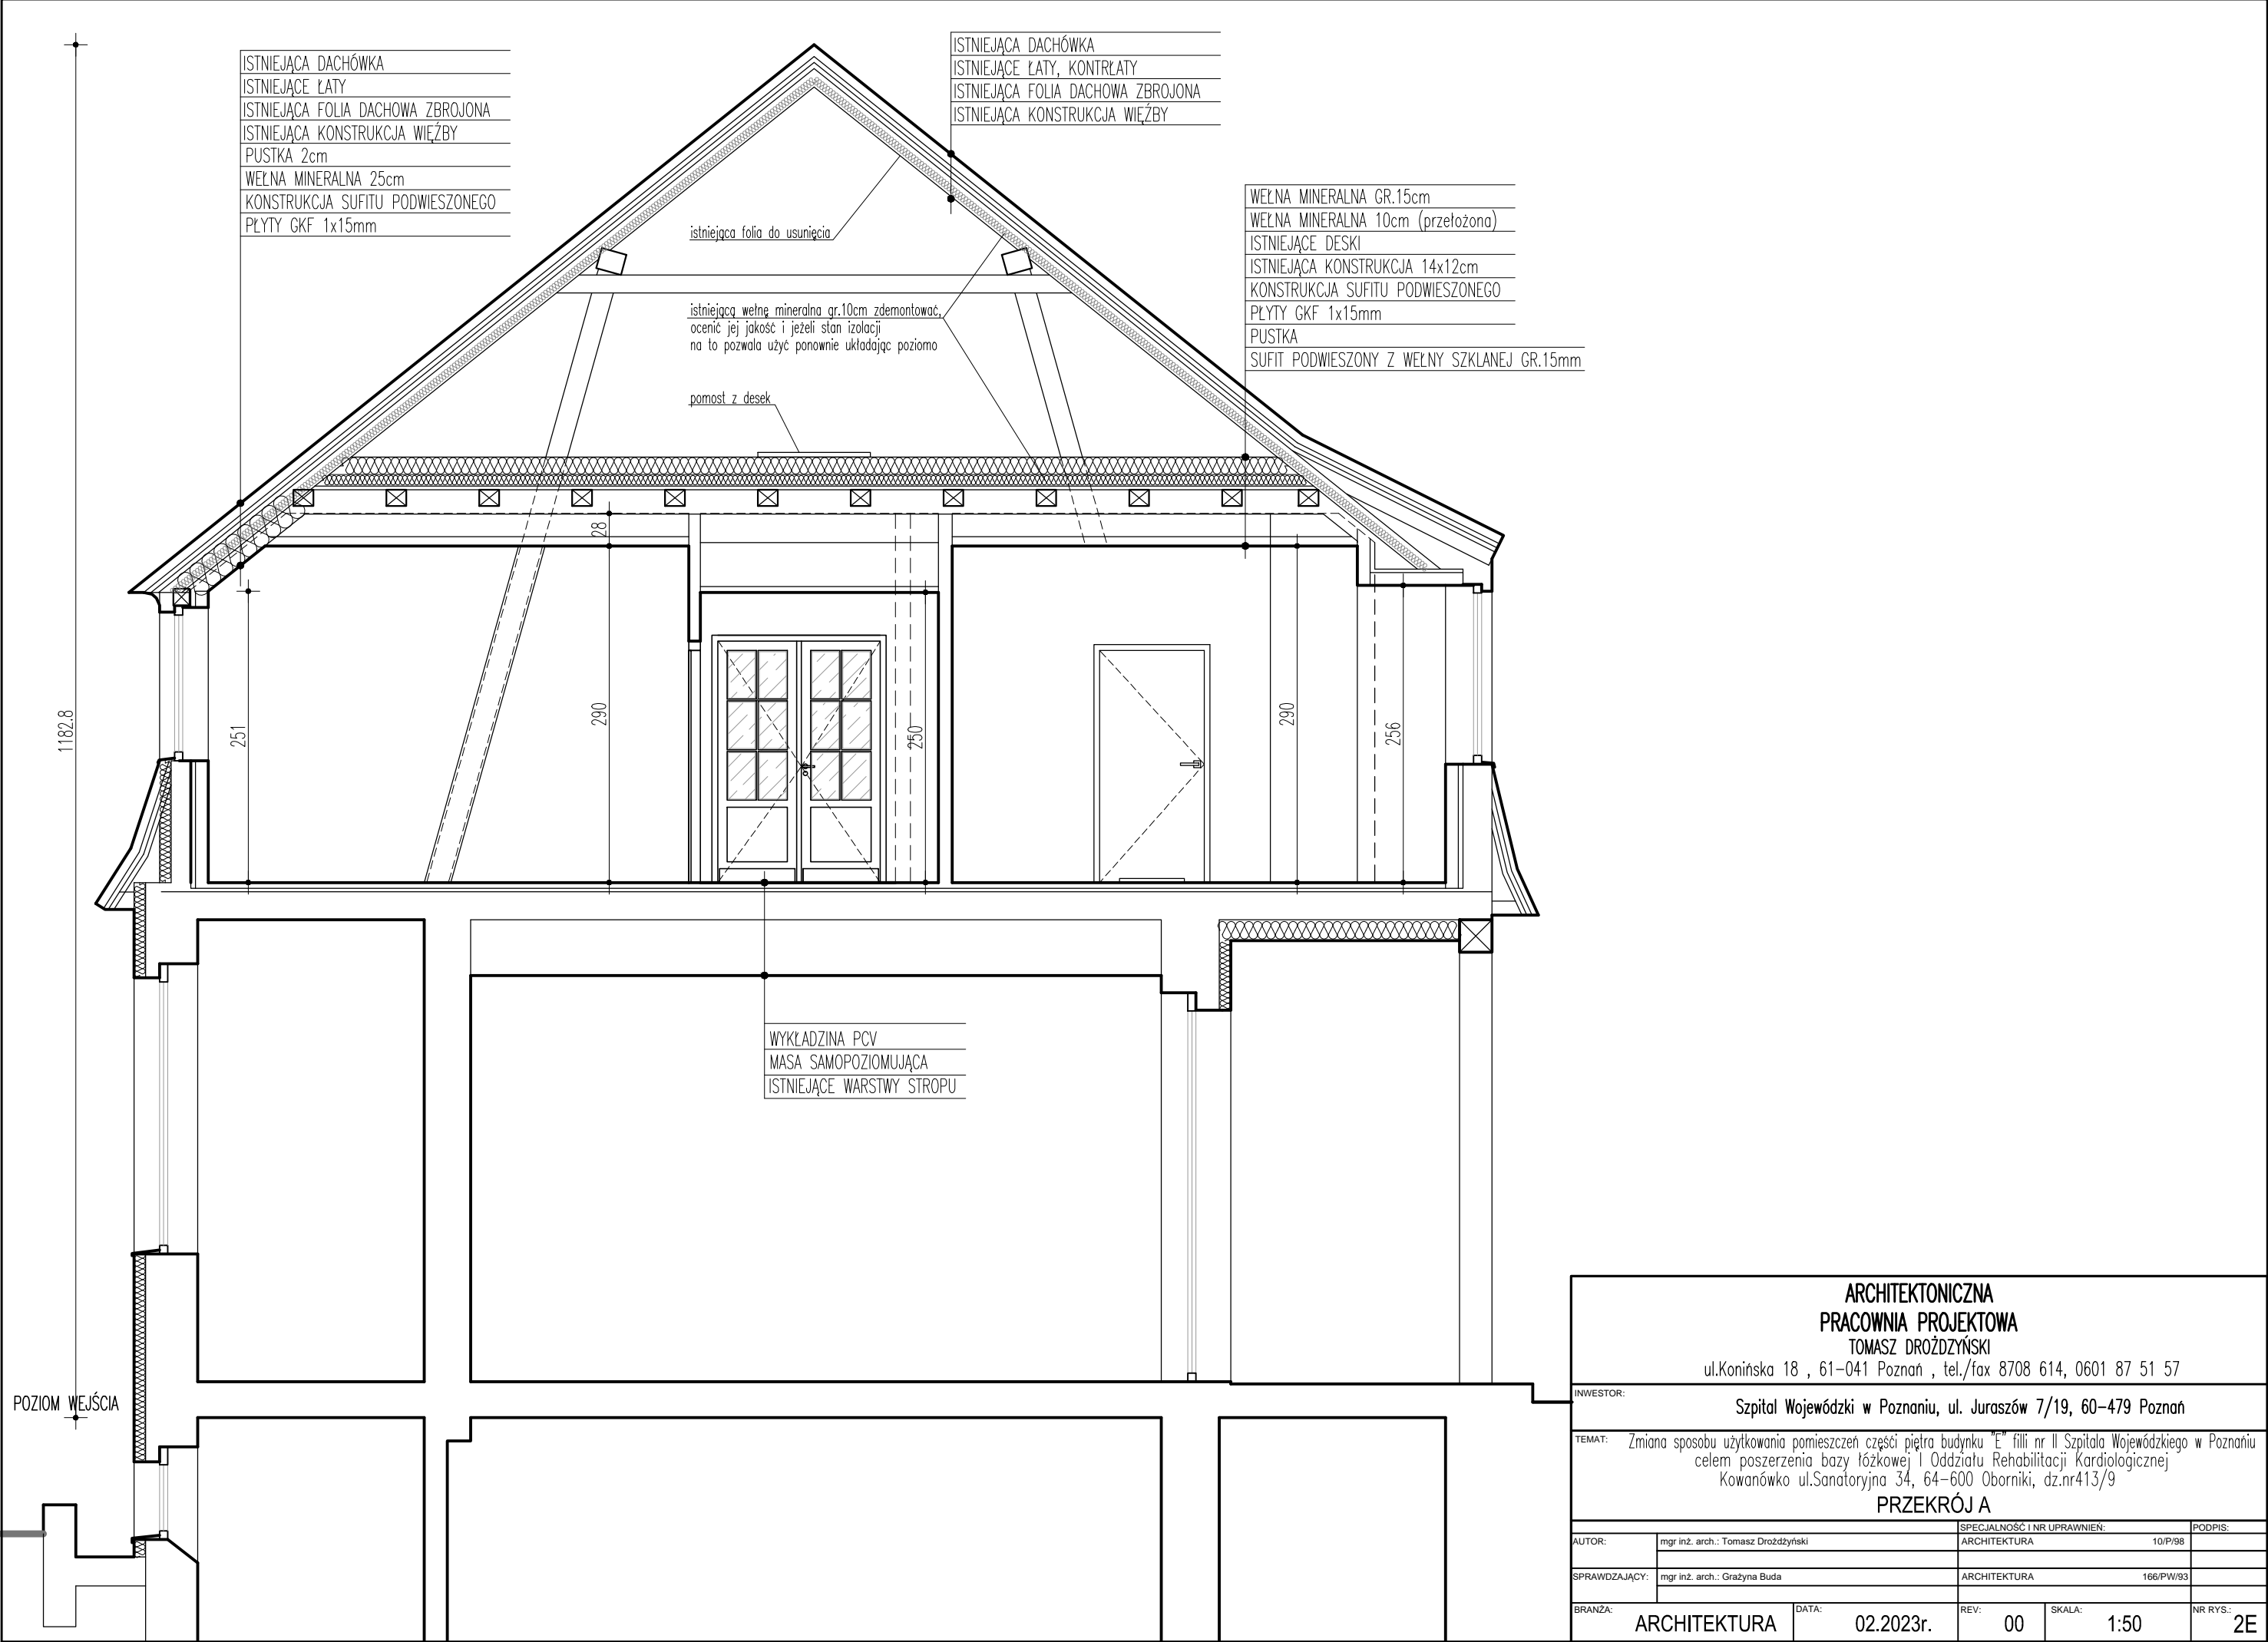 ISTNIEJĄCA DACHÓWKA
ISTNIEJĄCE ŁATY
ISTNIEJĄCA FOLIA DACHOWA ZBROJONA
ISTNIEJĄCA KONSTRUKCJA WIĘŹBY
PUSTKA 2cm
WEŁNA MINERALNA 25cm
KONSTRUKCJA SUFITU PODWIESZONEGO
PŁYTY GKF 1x15mm
ISTNIEJĄCA DACHÓWKA
ISTNIEJĄCE ŁATY, KONTRŁATY
ISTNIEJĄCA FOLIA DACHOWA ZBROJONA
ISTNIEJĄCA KONSTRUKCJA WIĘŹBY
WEŁNA MINERALNA GR.15cm
WEŁNA MINERALNA 10cm (przełożona)
ISTNIEJĄCE DESKI
ISTNIEJĄCA KONSTRUKCJA 14x12cm
KONSTRUKCJA SUFITU PODWIESZONEGO
PŁYTY GKF 1x15mm
PUSTKA
SUFIT PODWIESZONY Z WEŁNY SZKLANEJ GR.15mm
istniejąca folia do usunięcia
istniejącą wełnę mineralna gr.10cm zdemontować,
ocenić jej jakość i jeżeli stan izolacji
na to pozwala użyć ponownie układając poziomo
pomost z desek
28
1182.8
251
290
250
290
256
WYKŁADZINA PCV
MASA SAMOPOZIOMUJĄCA
ISTNIEJĄCE WARSTWY STROPU
POZIOM WEJŚCIA
ARCHITEKTONICZNA
PRACOWNIA PROJEKTOWA
TOMASZ DROŻDZYŃSKI
ul.Konińska 18 , 61-041 Poznań , tel./fax 8708 614, 0601 87 51 57
INWESTOR:
Szpital Wojewódzki w Poznaniu, ul. Juraszów 7/19, 60-479 Poznań
TEMAT: Zmiana sposobu użytkowania pomieszczeń części piętra budynku "E" filli nr II Szpitala Wojewódzkiego w Poznańiu
celem poszerzenia bazy łóżkowej I Oddziału Rehabilitacji Kardiologicznej
Kowanówko ul.Sanatoryjna 34, 64-600 Oborniki, dz.nr413/9
PRZEKRÓJ A
SPECJALNOŚĆ I NR UPRAWNIEŃ: PODPIS:
AUTOR: mgr inż. arch.: Tomasz Drożdżyński ARCHITEKTURA 10/P/98
SPRAWDZAJĄCY: mgr inż. arch.: Grażyna Buda ARCHITEKTURA 166/PW/93
BRANŻA: ARCHITEKTURA DATA: 02.2023r. REV: 00 SKALA: 1:50 NR RYS.: 2E